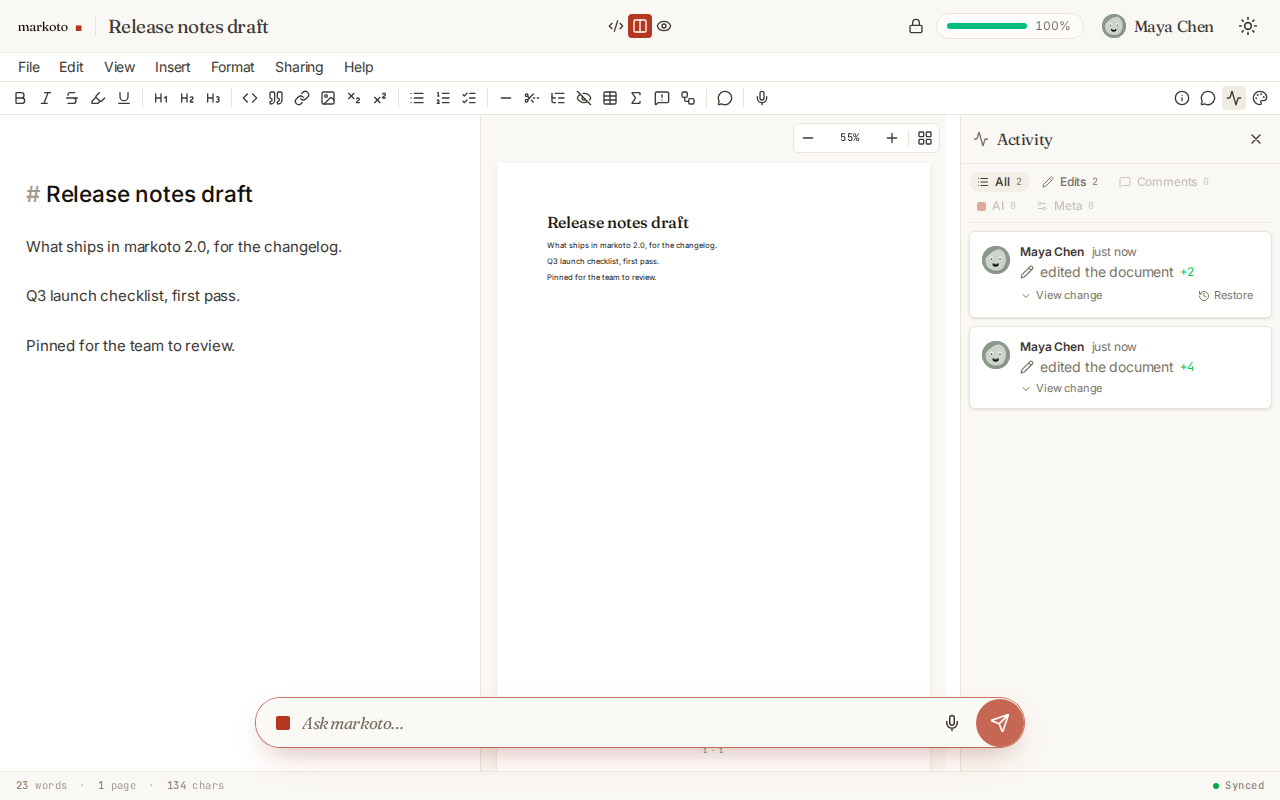 markoto
Release notes draft
100%
Maya Chen
File Edit View Insert Format Sharing Help
H1 H2 H3
55%
Activity
# Release notes draft
What ships in markoto 2.0, for the changelog.
Q3 launch checklist, first pass.
Pinned for the team to review.
Release notes draft
What ships in markoto 2.0, for the changelog.
Q3 launch checklist, first pass.
Pinned for the team to review.
1 · 1
All 2 Edits 2 Comments 0
AI 0 Meta 0
Maya Chen just now
edited the document +2
View change Restore
Maya Chen just now
edited the document +4
View change
Ask markoto...
23 words · 1 page · 134 chars
Synced